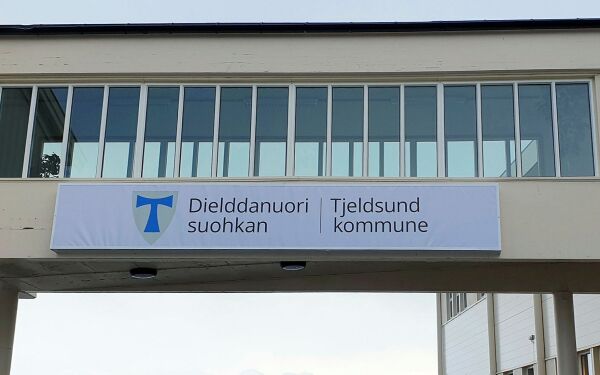 Dielddanuori
suohkan
Tjeldsund
kommune